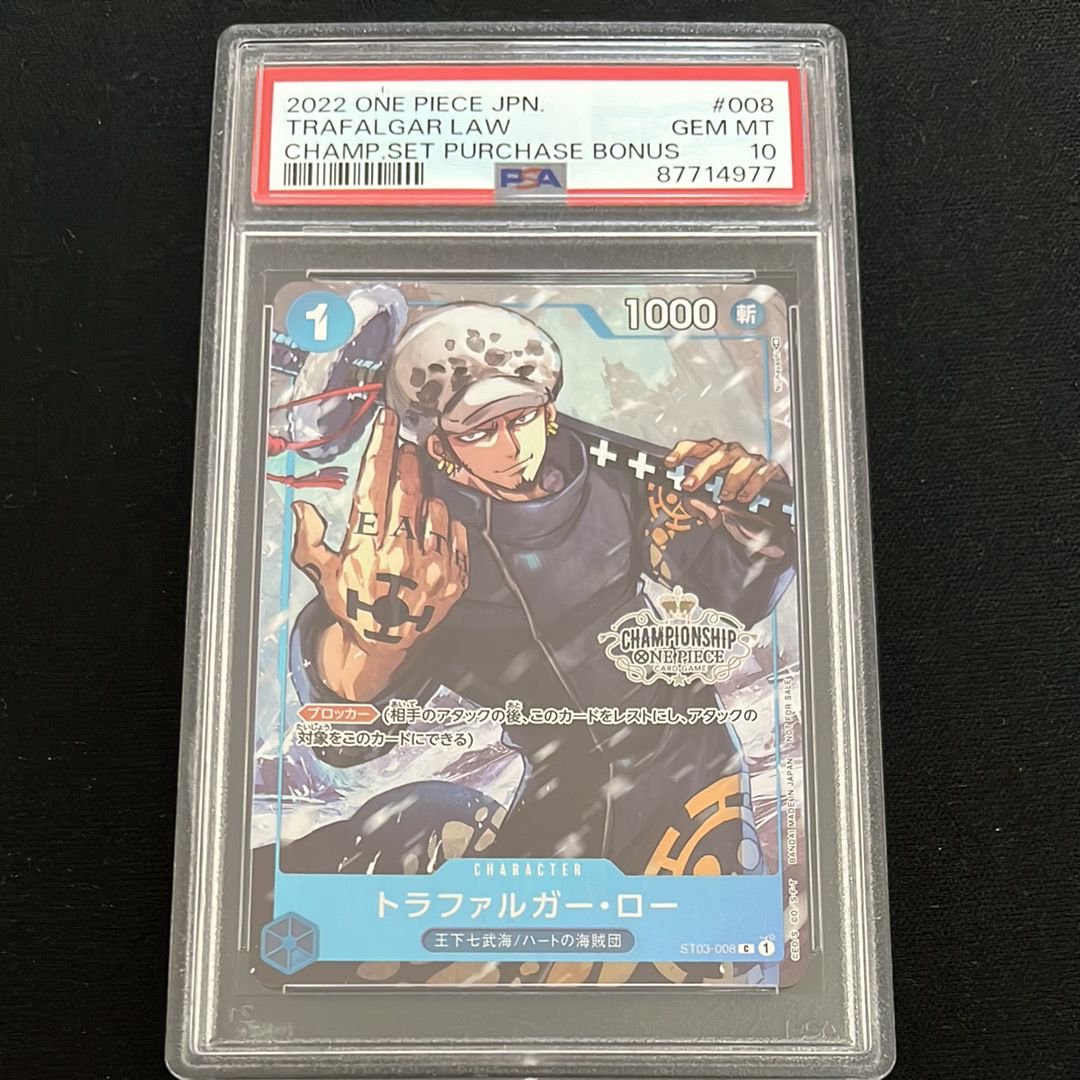 2022 ONE PIECE JPN. #008
TRAFALGAR LAW GEM MT
CHAMP.SET PURCHASE BONUS 10
PSA 87714977
1 1000 斬
EATH
CHAMPIONSHIP
ONE PIECE
CARD GAME
ブロッカー (相手のアタックの後、このカードをレストにし、アタックの
対象をこのカードにできる)
CHARACTER
トラファルガー・ロー
王下七武海/ハートの海賊団
ST03-008 C 1
BANDAI MADE IN JAPAN NOT FOR SALE